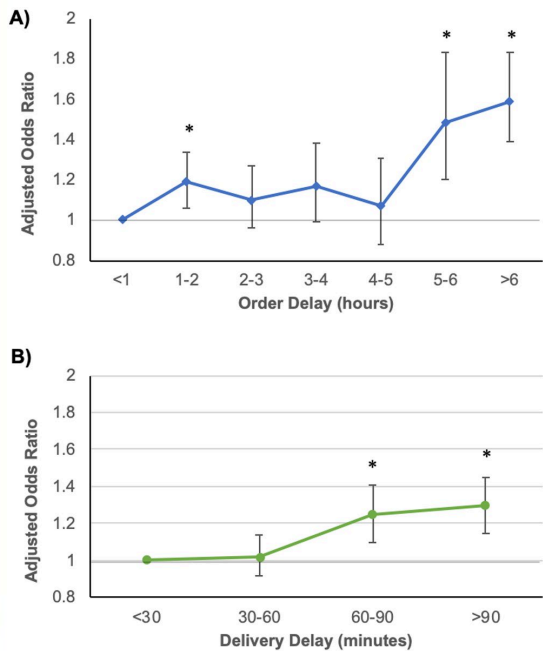 A)
2
1.8
1.6
1.4
1.2
1
0.8
Adjusted Odds Ratio
*
*
*
<1 1-2 2-3 3-4 4-5 5-6 >6
Order Delay (hours)
B)
2
1.8
1.6
1.4
1.2
1
0.8
Adjusted Odds Ratio
*
*
<30 30-60 60-90 >90
Delivery Delay (minutes)